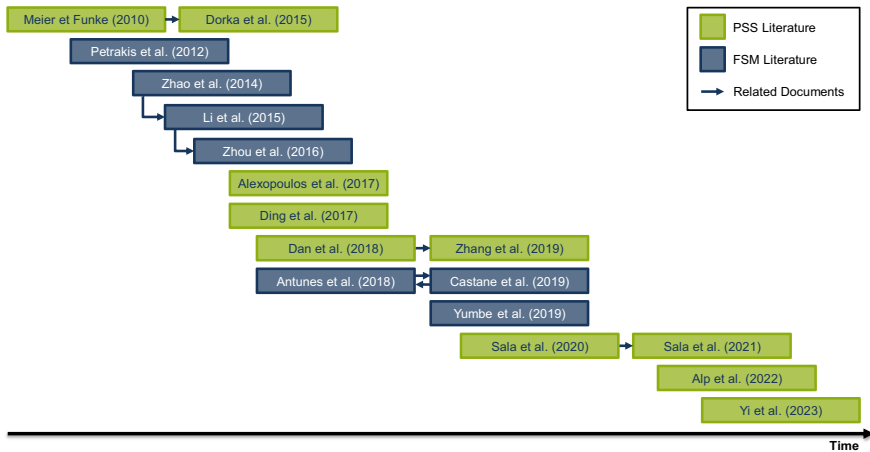 Meier et Funke (2010)
Dorka et al. (2015)
PSS Literature
Petrakis et al. (2012)
FSM Literature
Zhao et al. (2014)
Related Documents
Li et al. (2015)
Zhou et al. (2016)
Alexopoulos et al. (2017)
Ding et al. (2017)
Dan et al. (2018)
Zhang et al. (2019)
Antunes et al. (2018)
Castane et al. (2019)
Yumbe et al. (2019)
Sala et al. (2020)
Sala et al. (2021)
Alp et al. (2022)
Yi et al. (2023)
Time